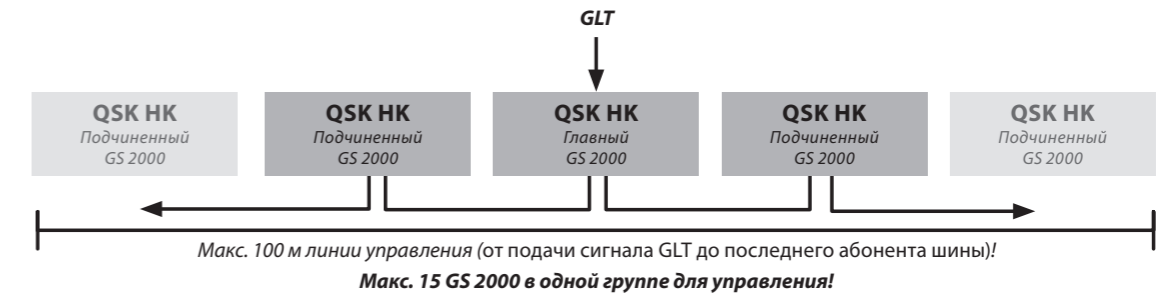 GLT
QSK HK
Подчиненный
GS 2000
QSK HK
Подчиненный
GS 2000
QSK HK
Главный
GS 2000
QSK HK
Подчиненный
GS 2000
QSK HK
Подчиненный
GS 2000
Макс. 100 м линии управления (от подачи сигнала GLT до последнего абонента шины)!
Макс. 15 GS 2000 в одной группе для управления!